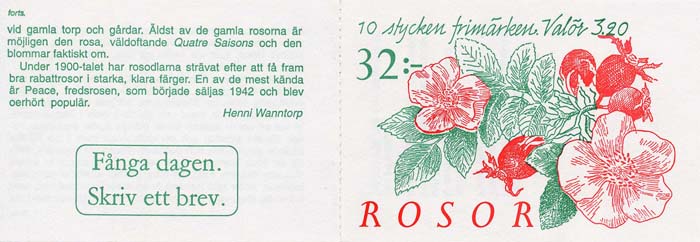 forts.
vid gamla torp och gårdar. Äldst av de gamla rosorna är
möjligen den rosa, väldoftande Quatre Saisons och den
blommar faktiskt om.
Under 1900-talet har rosodlarna strävat efter att få fram
bra rabattrosor i starka, klara färger. En av de mest kända
är Peace, fredsrosen, som började säljas 1942 och blev
oerhört populär.
Henni Wanntorp
Fånga dagen.
Skriv ett brev.
10 stycken frimärken. Valör 3.20
32:-
ROSOR